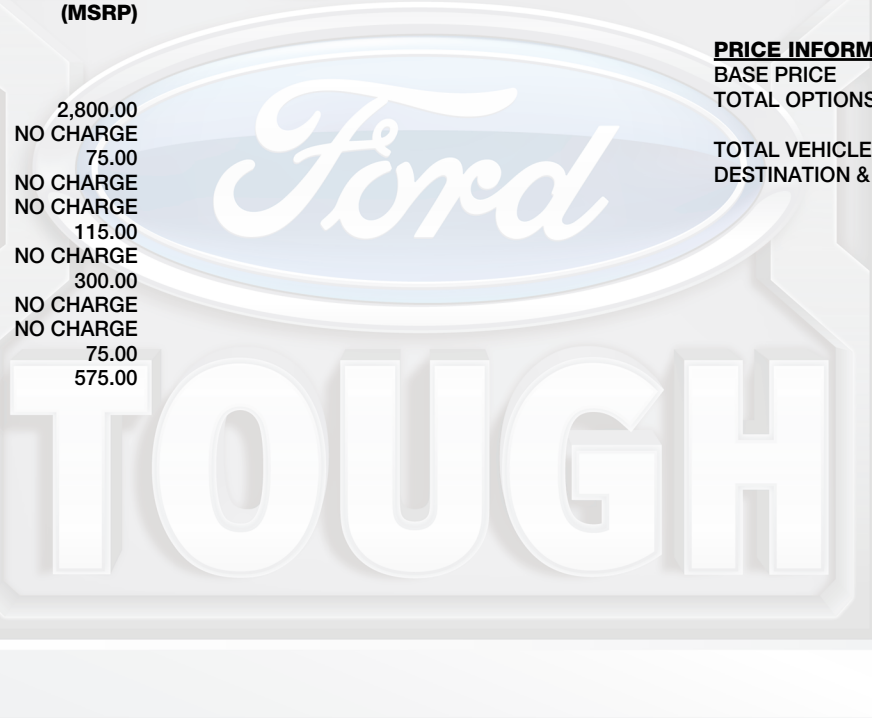 (MSRP)
2,800.00
NO CHARGE
75.00
NO CHARGE
NO CHARGE
115.00
NO CHARGE
300.00
NO CHARGE
NO CHARGE
75.00
575.00
PRICE INFORM
BASE PRICE
TOTAL OPTIONS
TOTAL VEHICLE
DESTINATION &
Ford
TOUGH